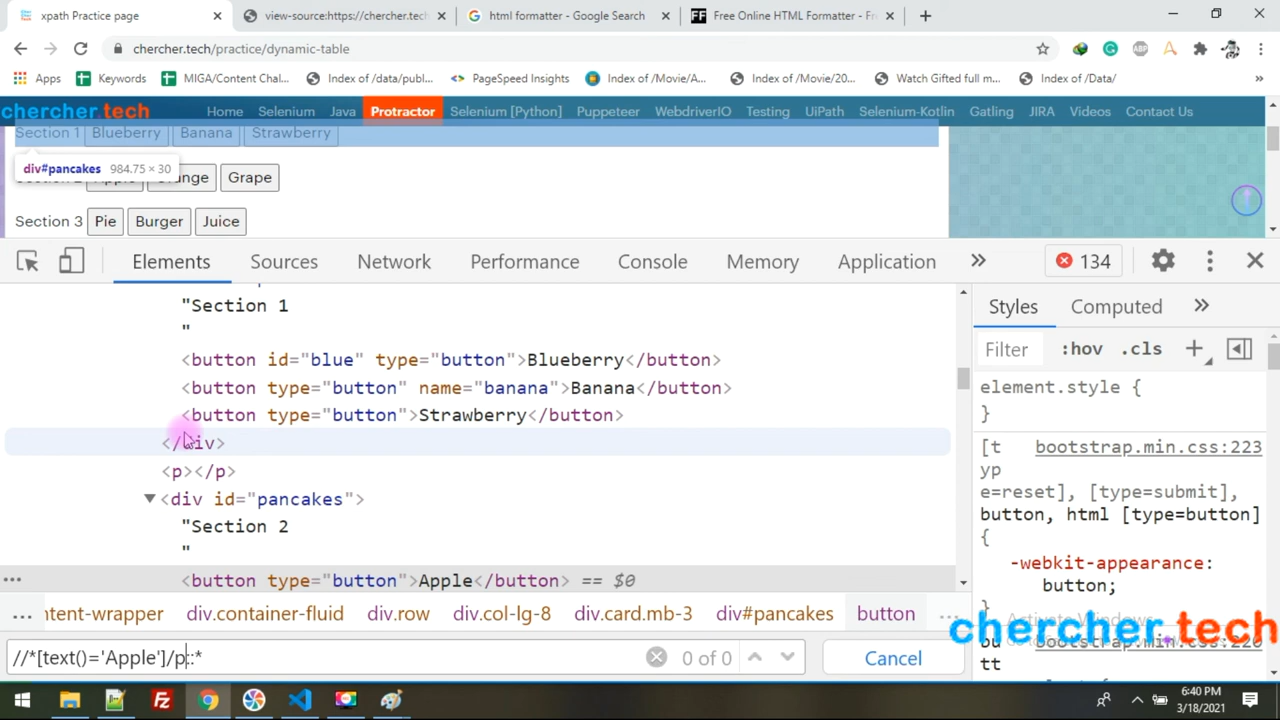 xpath Practice page
view-source:https://chercher.tech
html formatter - Google Search
Free Online HTML Formatter - Fr
chercher.tech/practice/dynamic-table
Apps
Keywords
MIGA/Content Chal...
Index of /data/publ...
PageSpeed Insights
Index of /Movie/A...
Index of /Movie/20...
Watch Gifted full m...
Index of /Data/
»
chercher.tech
Home
Selenium
Java
Protractor
Selenium [Python]
Puppeteer
WebdriverIO
Testing
UiPath
Selenium-Kotlin
Gatling
JIRA
Videos
Contact Us
Section 1 Blueberry Banana Strawberry
div#pancakes 984.75 × 30
Grape
Section 3 Pie Burger Juice
Elements
Sources
Network
Performance
Console
Memory
Application
»
134
"Section 1
"
<button id="blue" type="button">Blueberry</button>
<button type="button" name="banana">Banana</button>
<button type="button">Strawberry</button>
</div>
<p></p>
<div id="pancakes">
"Section 2
"
... <button type="button">Apple</button> == $0
Styles
Computed
»
Filter
:hov
.cls
element.style {
}
[t bootstrap.min.css:223
yp
e=reset], [type=submit],
button, html [type=button]
{
-webkit-appearance:
button;
}
Activate Windows
chercher.tech
bu
tt
... ntent-wrapper
div.container-fluid
div.row
div.col-lg-8
div.card.mb-3
div#pancakes
button
...
//*[text()='Apple']/p::*
0 of 0
Cancel
6:40 PM
3/18/2021